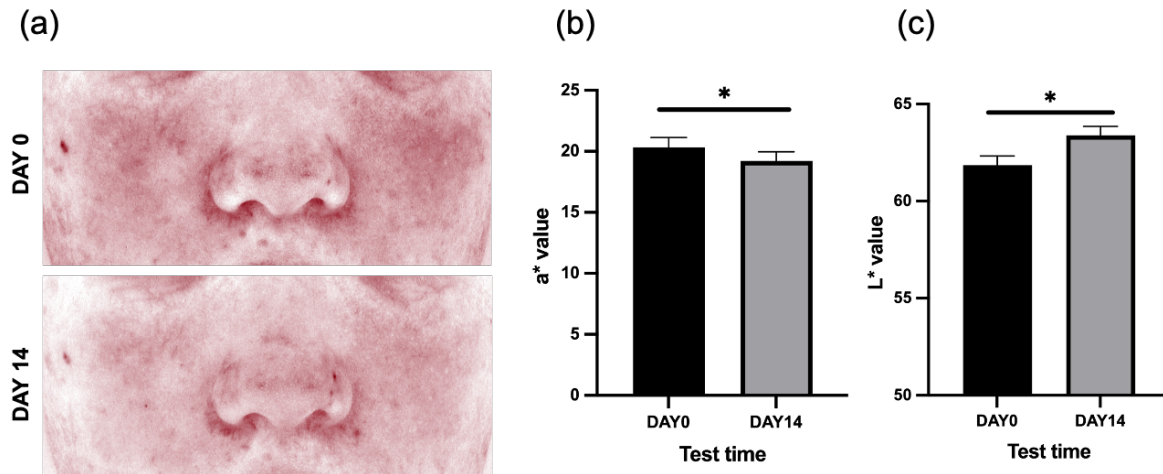 (a)
DAY 0
DAY 14
(b)
a* value
25
20
15
10
5
0
*
DAY0 DAY14
Test time
(c)
L* value
65
60
55
50
*
DAY0 DAY14
Test time